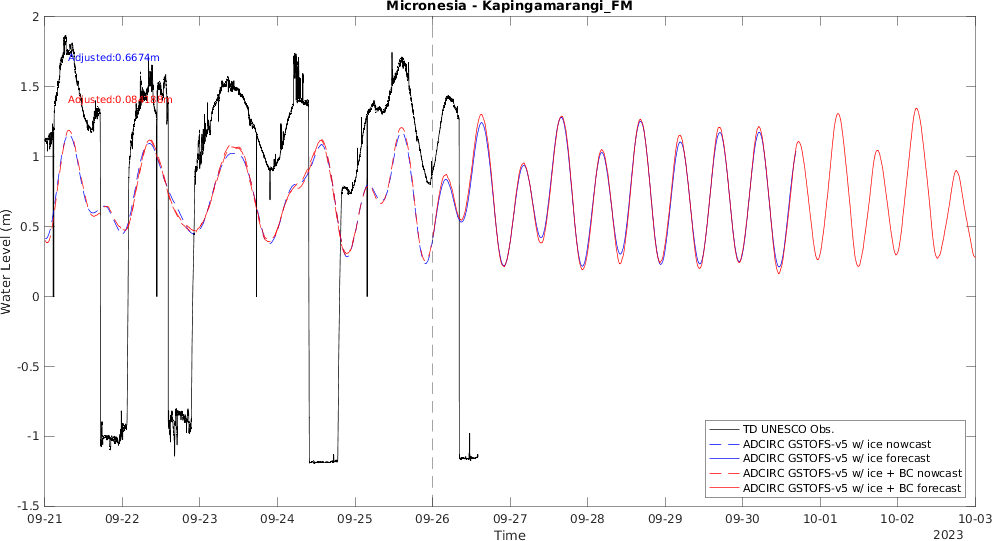 Micronesia - Kapingamarangi_FM
Water Level (m)
2
1.5
1
0.5
0
-0.5
-1
-1.5
Adjusted:0.6674m
09-21
09-22
09-23
09-24
09-25
09-26
09-27
09-28
09-29
09-30
10-01
10-02
10-03
Time
2023
TD UNESCO Obs.
ADCIRC GSTOFS-v5 w/ ice nowcast
ADCIRC GSTOFS-v5 w/ ice forecast
ADCIRC GSTOFS-v5 w/ ice + BC nowcast
ADCIRC GSTOFS-v5 w/ ice + BC forecast